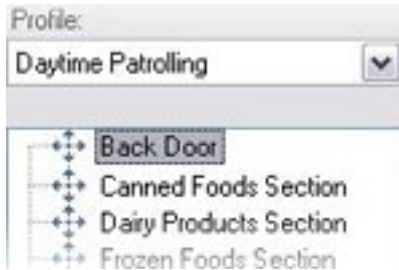 Profile:
Daytime Patrolling
Back Door
Canned Foods Section
Dairy Products Section
Frozen Foods Section